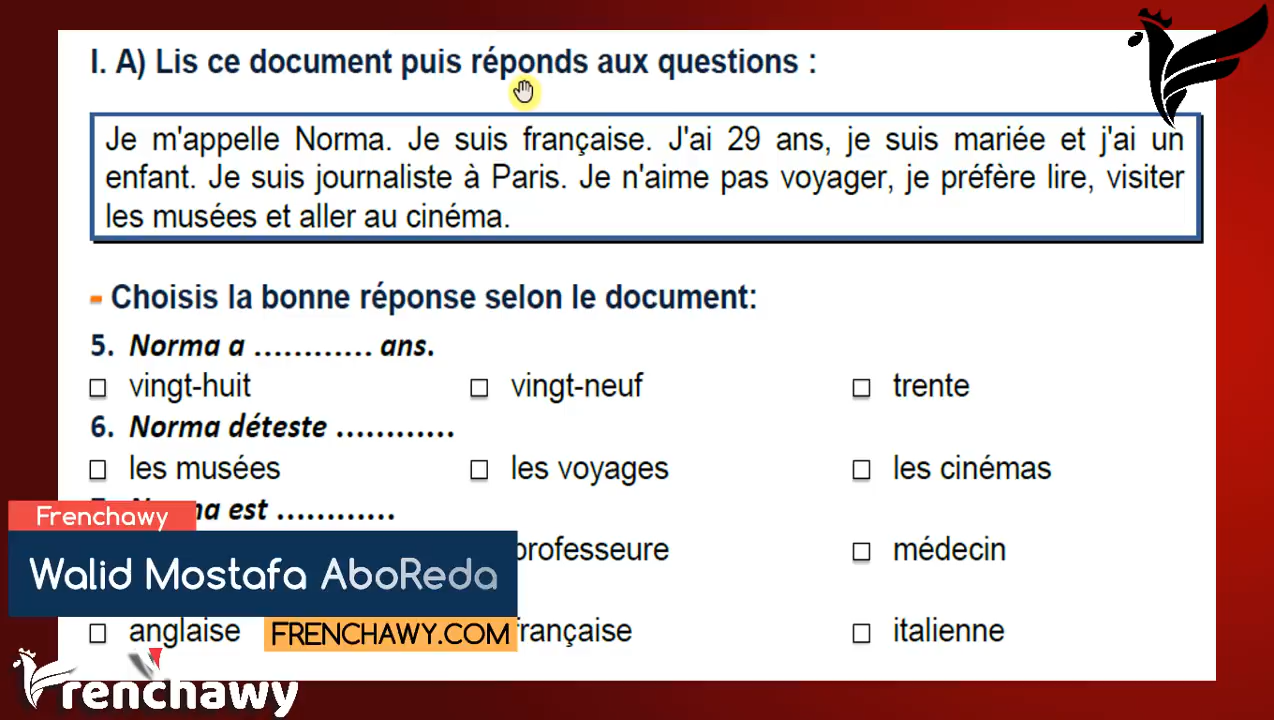 I. A) Lis ce document puis réponds aux questions :
Je m'appelle Norma. Je suis française. J'ai 29 ans, je suis mariée et j'ai un
enfant. Je suis journaliste à Paris. Je n'aime pas voyager, je préfère lire, visiter
les musées et aller au cinéma.
- Choisis la bonne réponse selon le document:
5. Norma a ............ ans.
□ vingt-huit □ vingt-neuf □ trente
6. Norma déteste ............
□ les musées □ les voyages □ les cinémas
est ............
Frenchawy
professeure □ médecin
Walid Mostafa AboReda
□ anglaise française □ italienne
FRENCHAWY.COM
Frenchawy